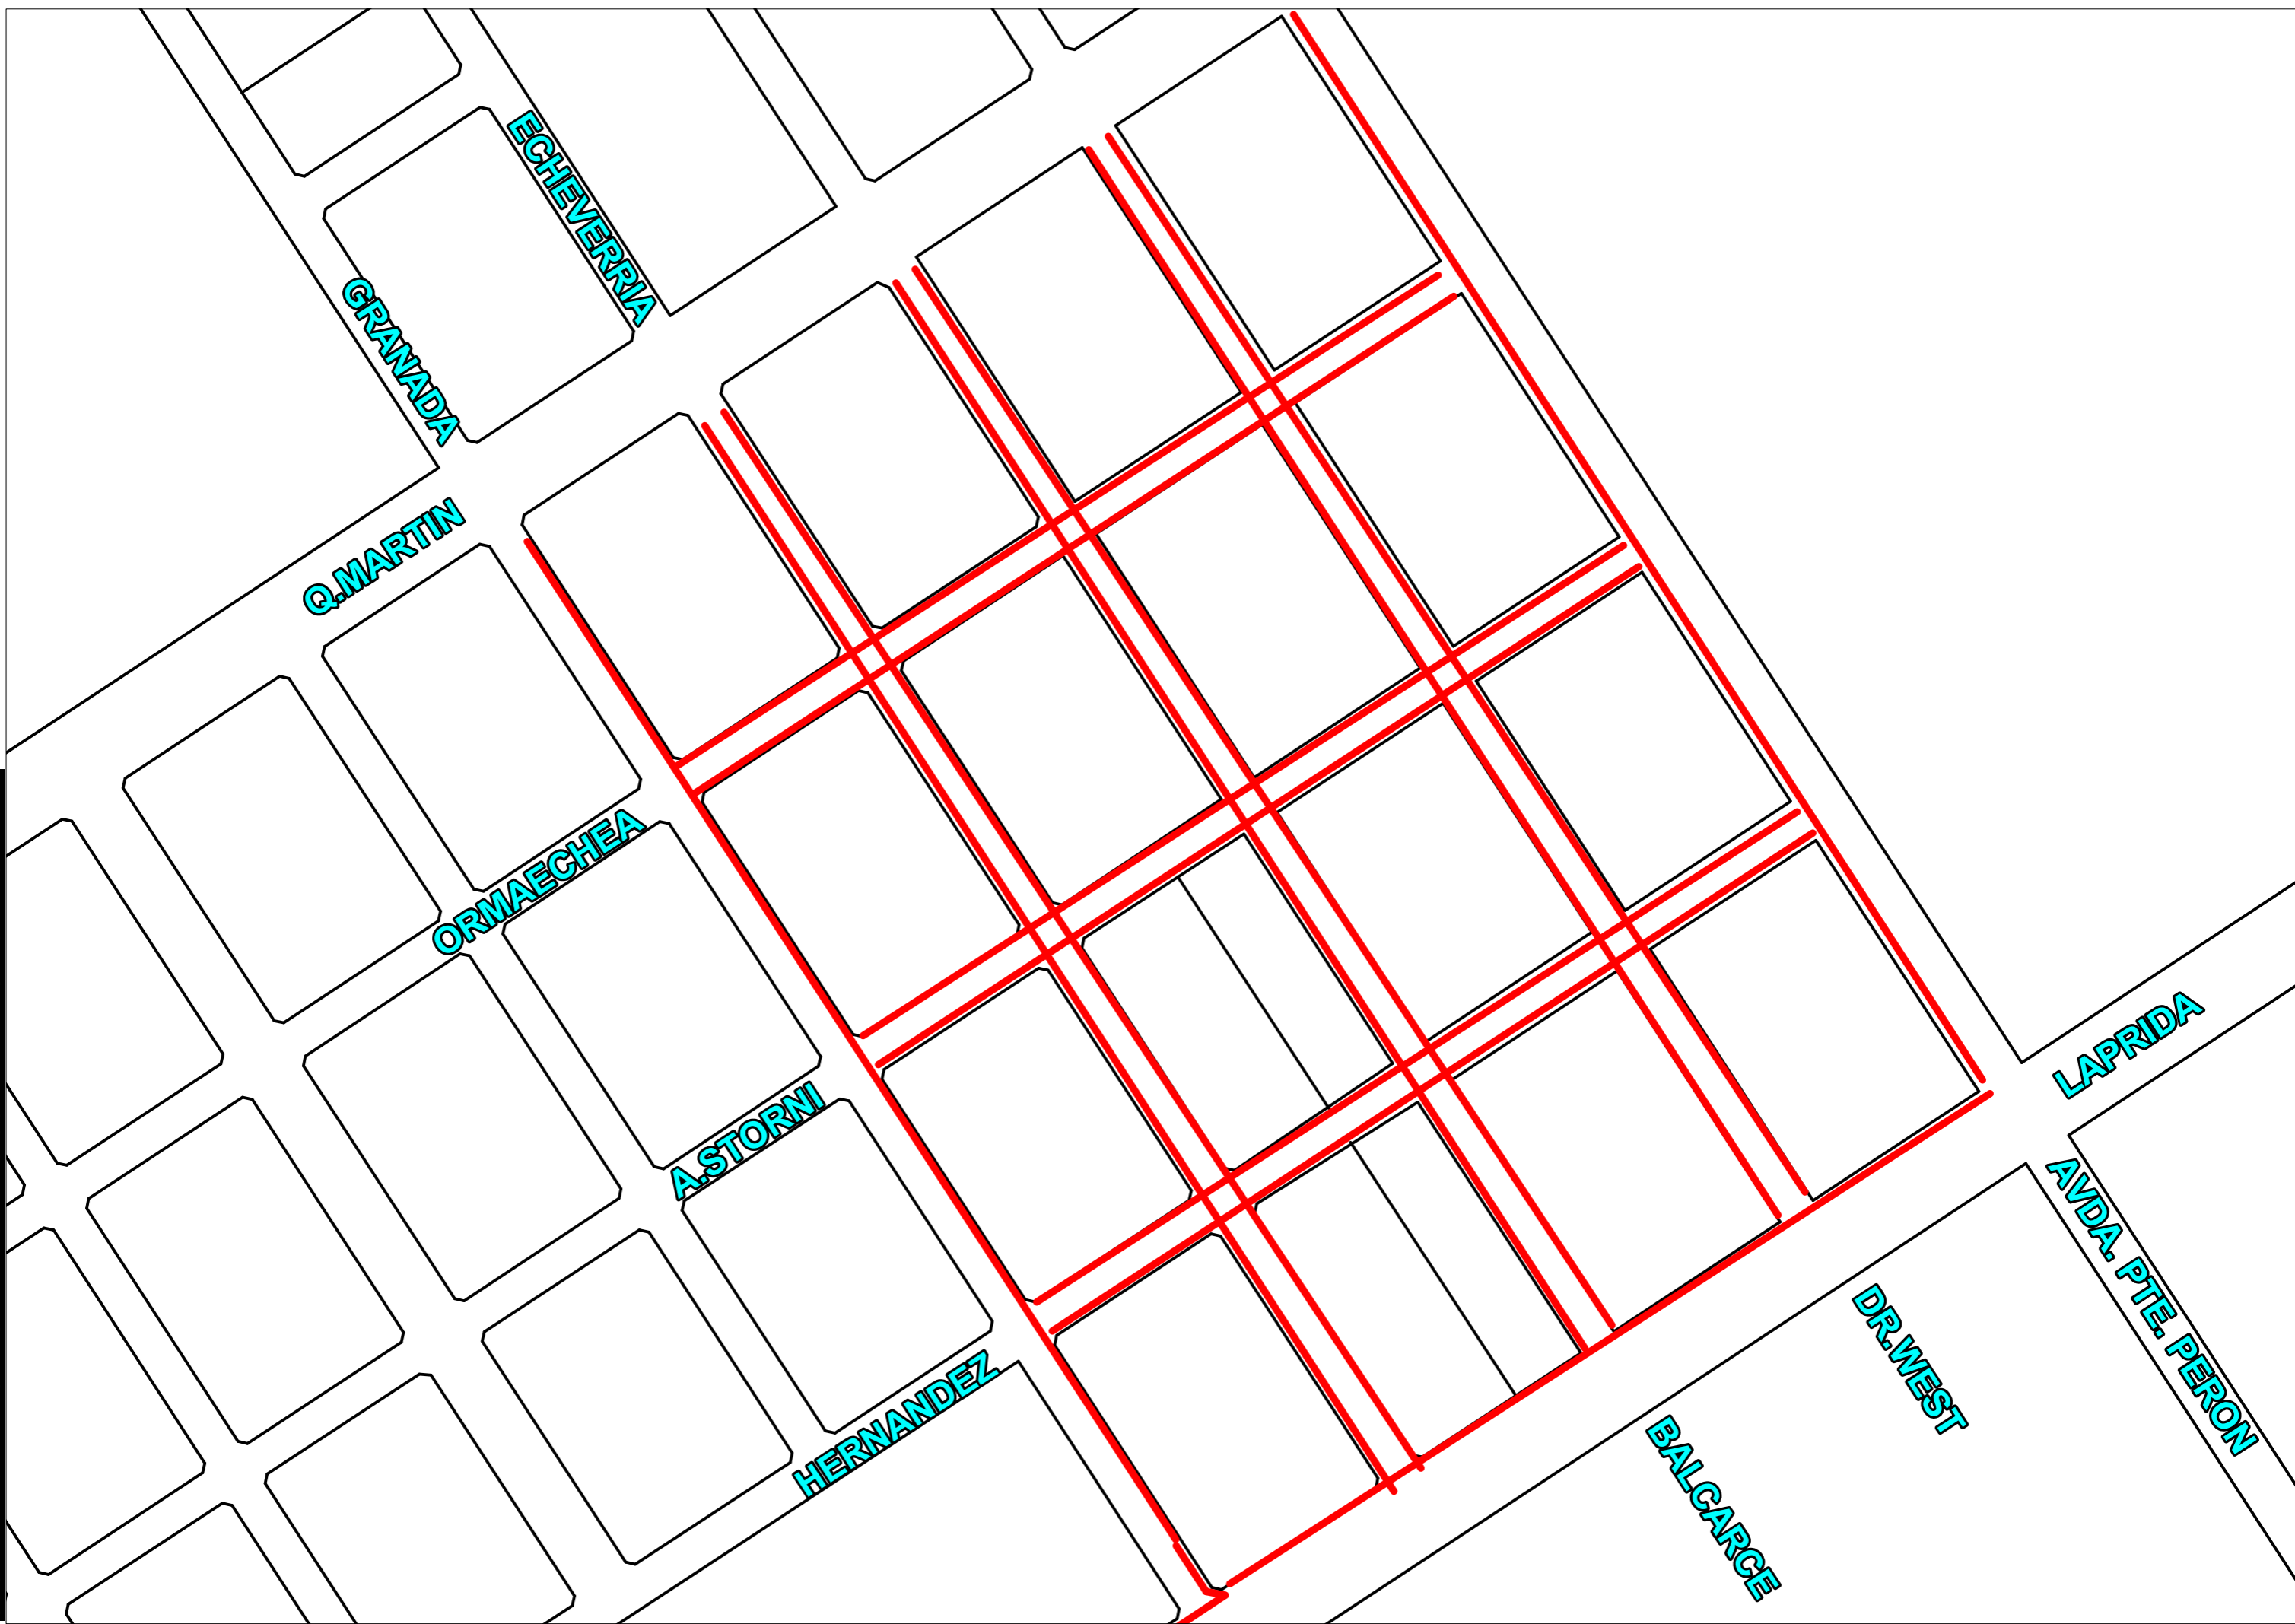 ECHEVERRIA
GRANADA
Q.MARTIN
ORMAECHEA
A.STORNI
HERNANDEZ
LAPRIDA
AVDA. PTE. PERON
DR.WEST
BALCARCE